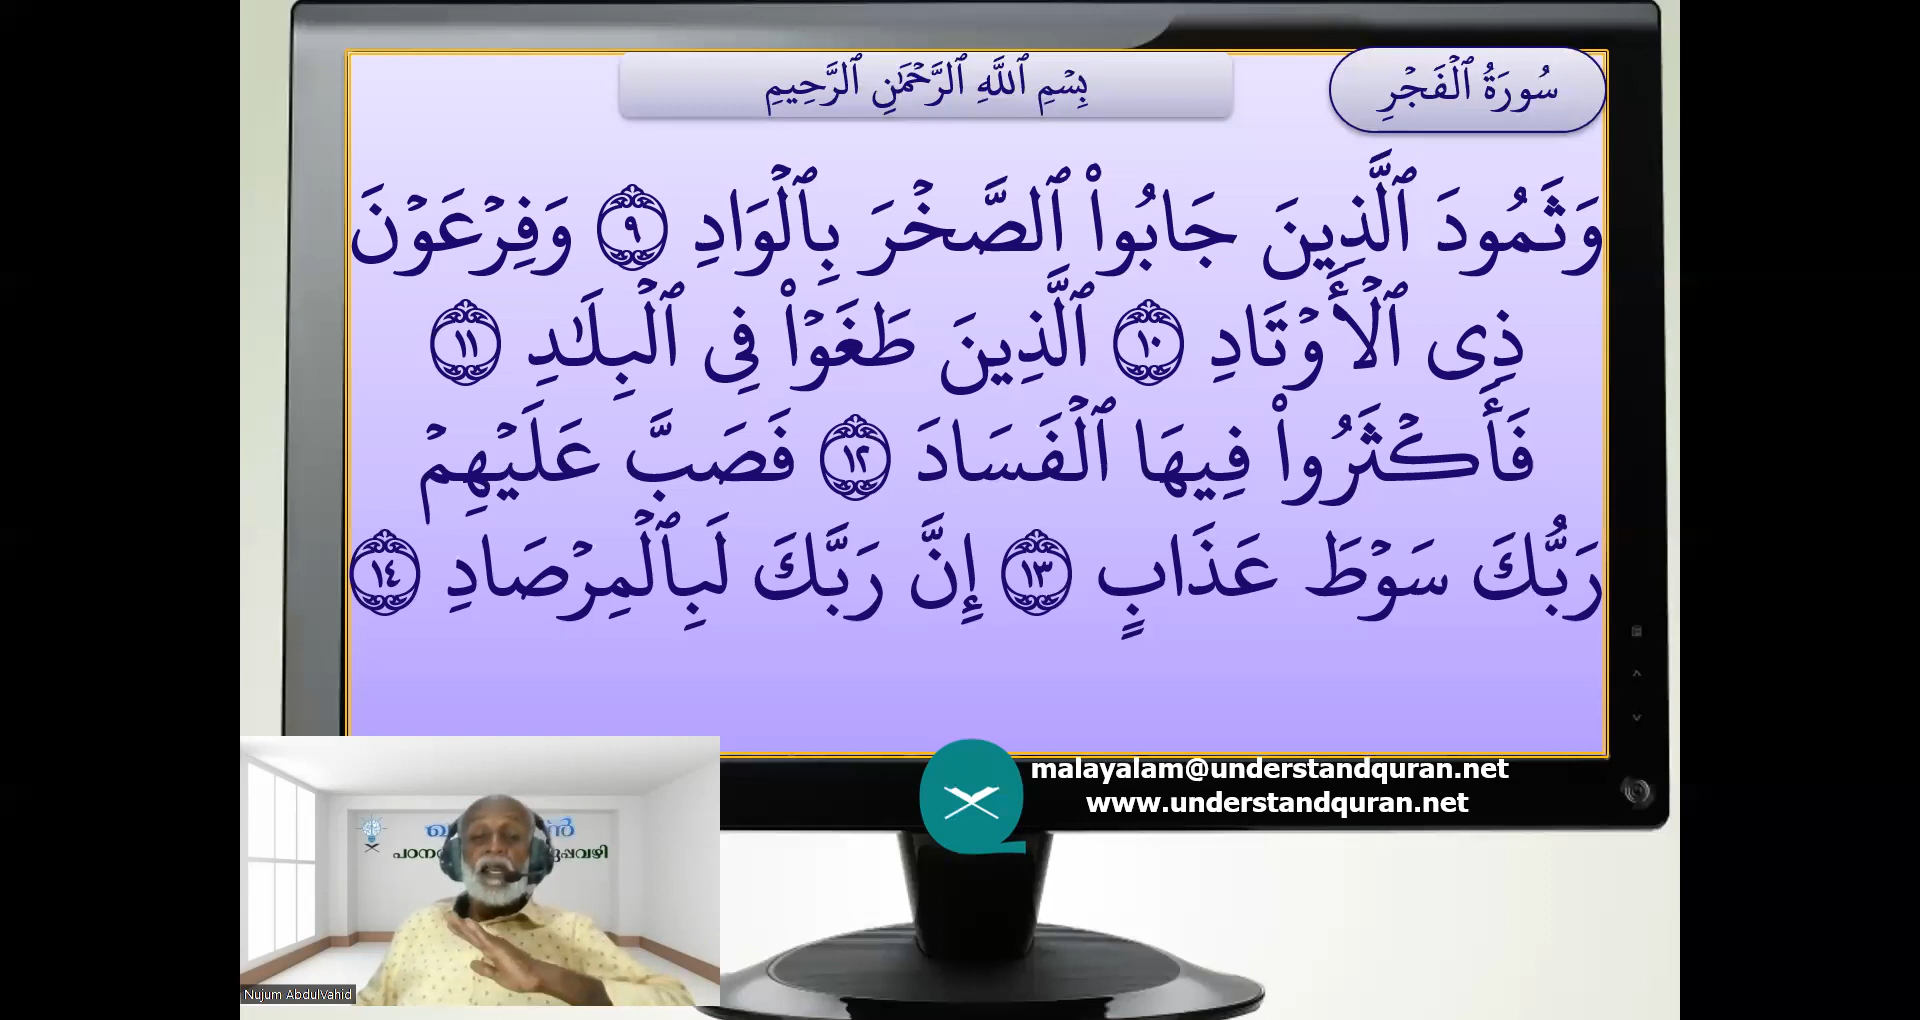 سُورَةُ ٱلْفَجْرِ
بِسْمِ ٱللَّهِ ٱلرَّحْمَٰنِ ٱلرَّحِيمِ
وَثَمُودَ ٱلَّذِينَ جَابُوا۟ ٱلصَّخْرَ بِٱلْوَادِ ٩ وَفِرْعَوْنَ
ذِى ٱلْأَوْتَادِ ١٠ ٱلَّذِينَ طَغَوْا۟ فِى ٱلْبِلَـٰدِ ١١
فَأَكْثَرُوا۟ فِيهَا ٱلْفَسَادَ ١٢ فَصَبَّ عَلَيْهِمْ
رَبُّكَ سَوْطَ عَذَابٍ ١٣ إِنَّ رَبَّكَ لَبِٱلْمِرْصَادِ ١٤
malayalam@understandquran.net
www.understandquran.net
Nujum AbdulVahid